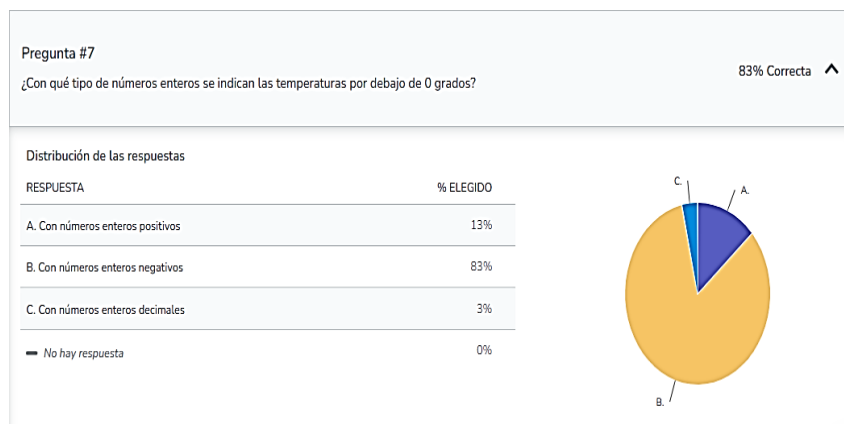 Pregunta #7
83% Correcta
¿Con qué tipo de números enteros se indican las temperaturas por debajo de 0 grados?
Distribución de las respuestas
RESPUESTA % ELEGIDO
A. Con números enteros positivos 13%
B. Con números enteros negativos 83%
C. Con números enteros decimales 3%
No hay respuesta 0%
C.
A.
B.